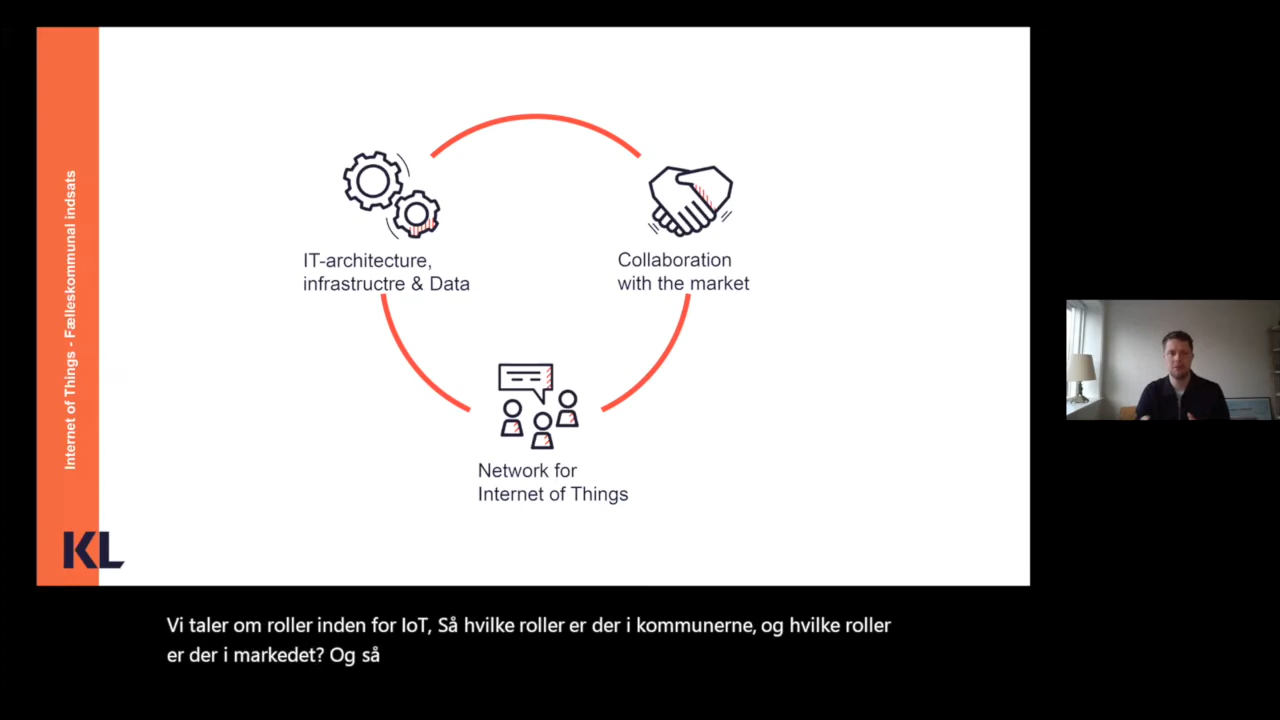 Internet of Things - Fælleskommunal indsats
IT-architecture,
infrastructre & Data
Collaboration
with the market
Network for
Internet of Things
KL
Vi taler om roller inden for IoT, Så hvilke roller er der i kommunerne, og hvilke roller
er der i markedet? Og så